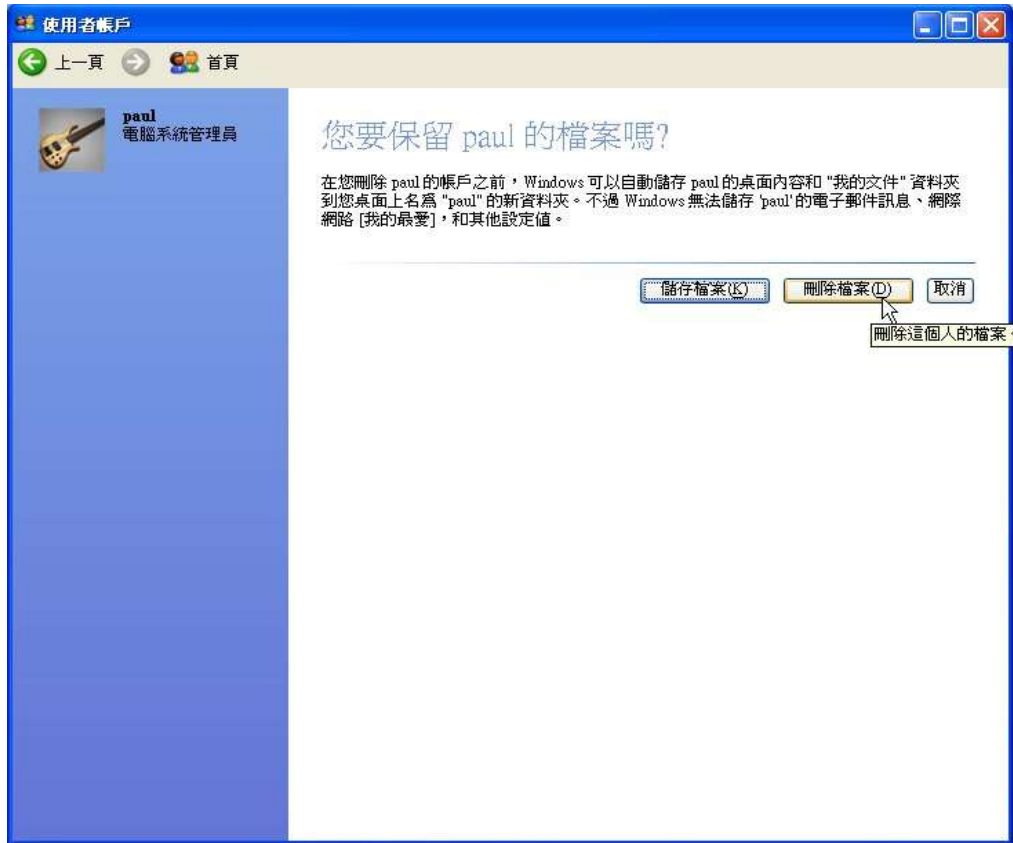 使用者帳戶
上一頁 首頁
paul
電腦系統管理員
您要保留 paul 的檔案嗎?
在您刪除 paul 的帳戶之前，Windows 可以自動儲存 paul 的桌面內容和 "我的文件" 資料夾
到您桌面上名為 "paul" 的新資料夾。不過 Windows 無法儲存 'paul' 的電子郵件訊息、網際
網路 [我的最愛]，和其他設定值。
儲存檔案(K) 刪除檔案(D) 取消
刪除這個人的檔案。